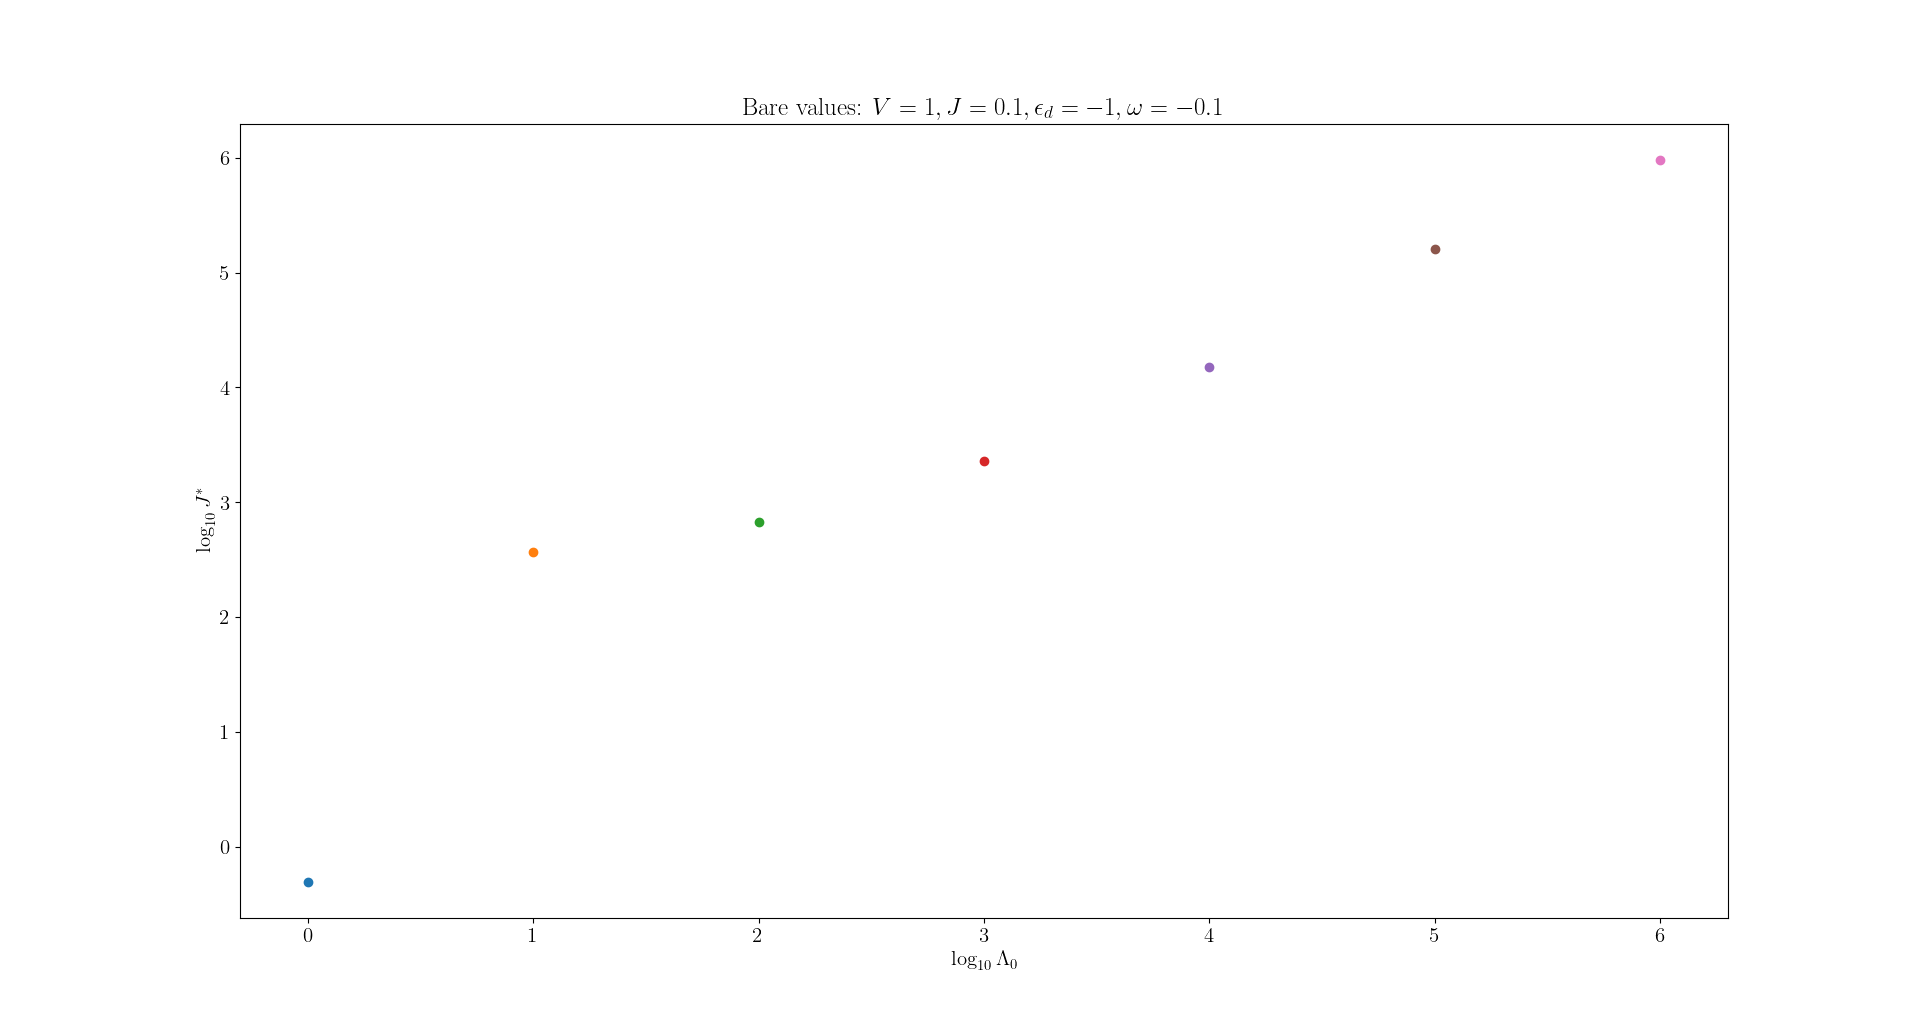 Bare values: V = 1, J = 0.1, ϵ_d = −1, ω = −0.1
6
5
4
3
2
1
0
log₁₀ J*
0 1 2 3 4 5 6
log₁₀ Λ₀